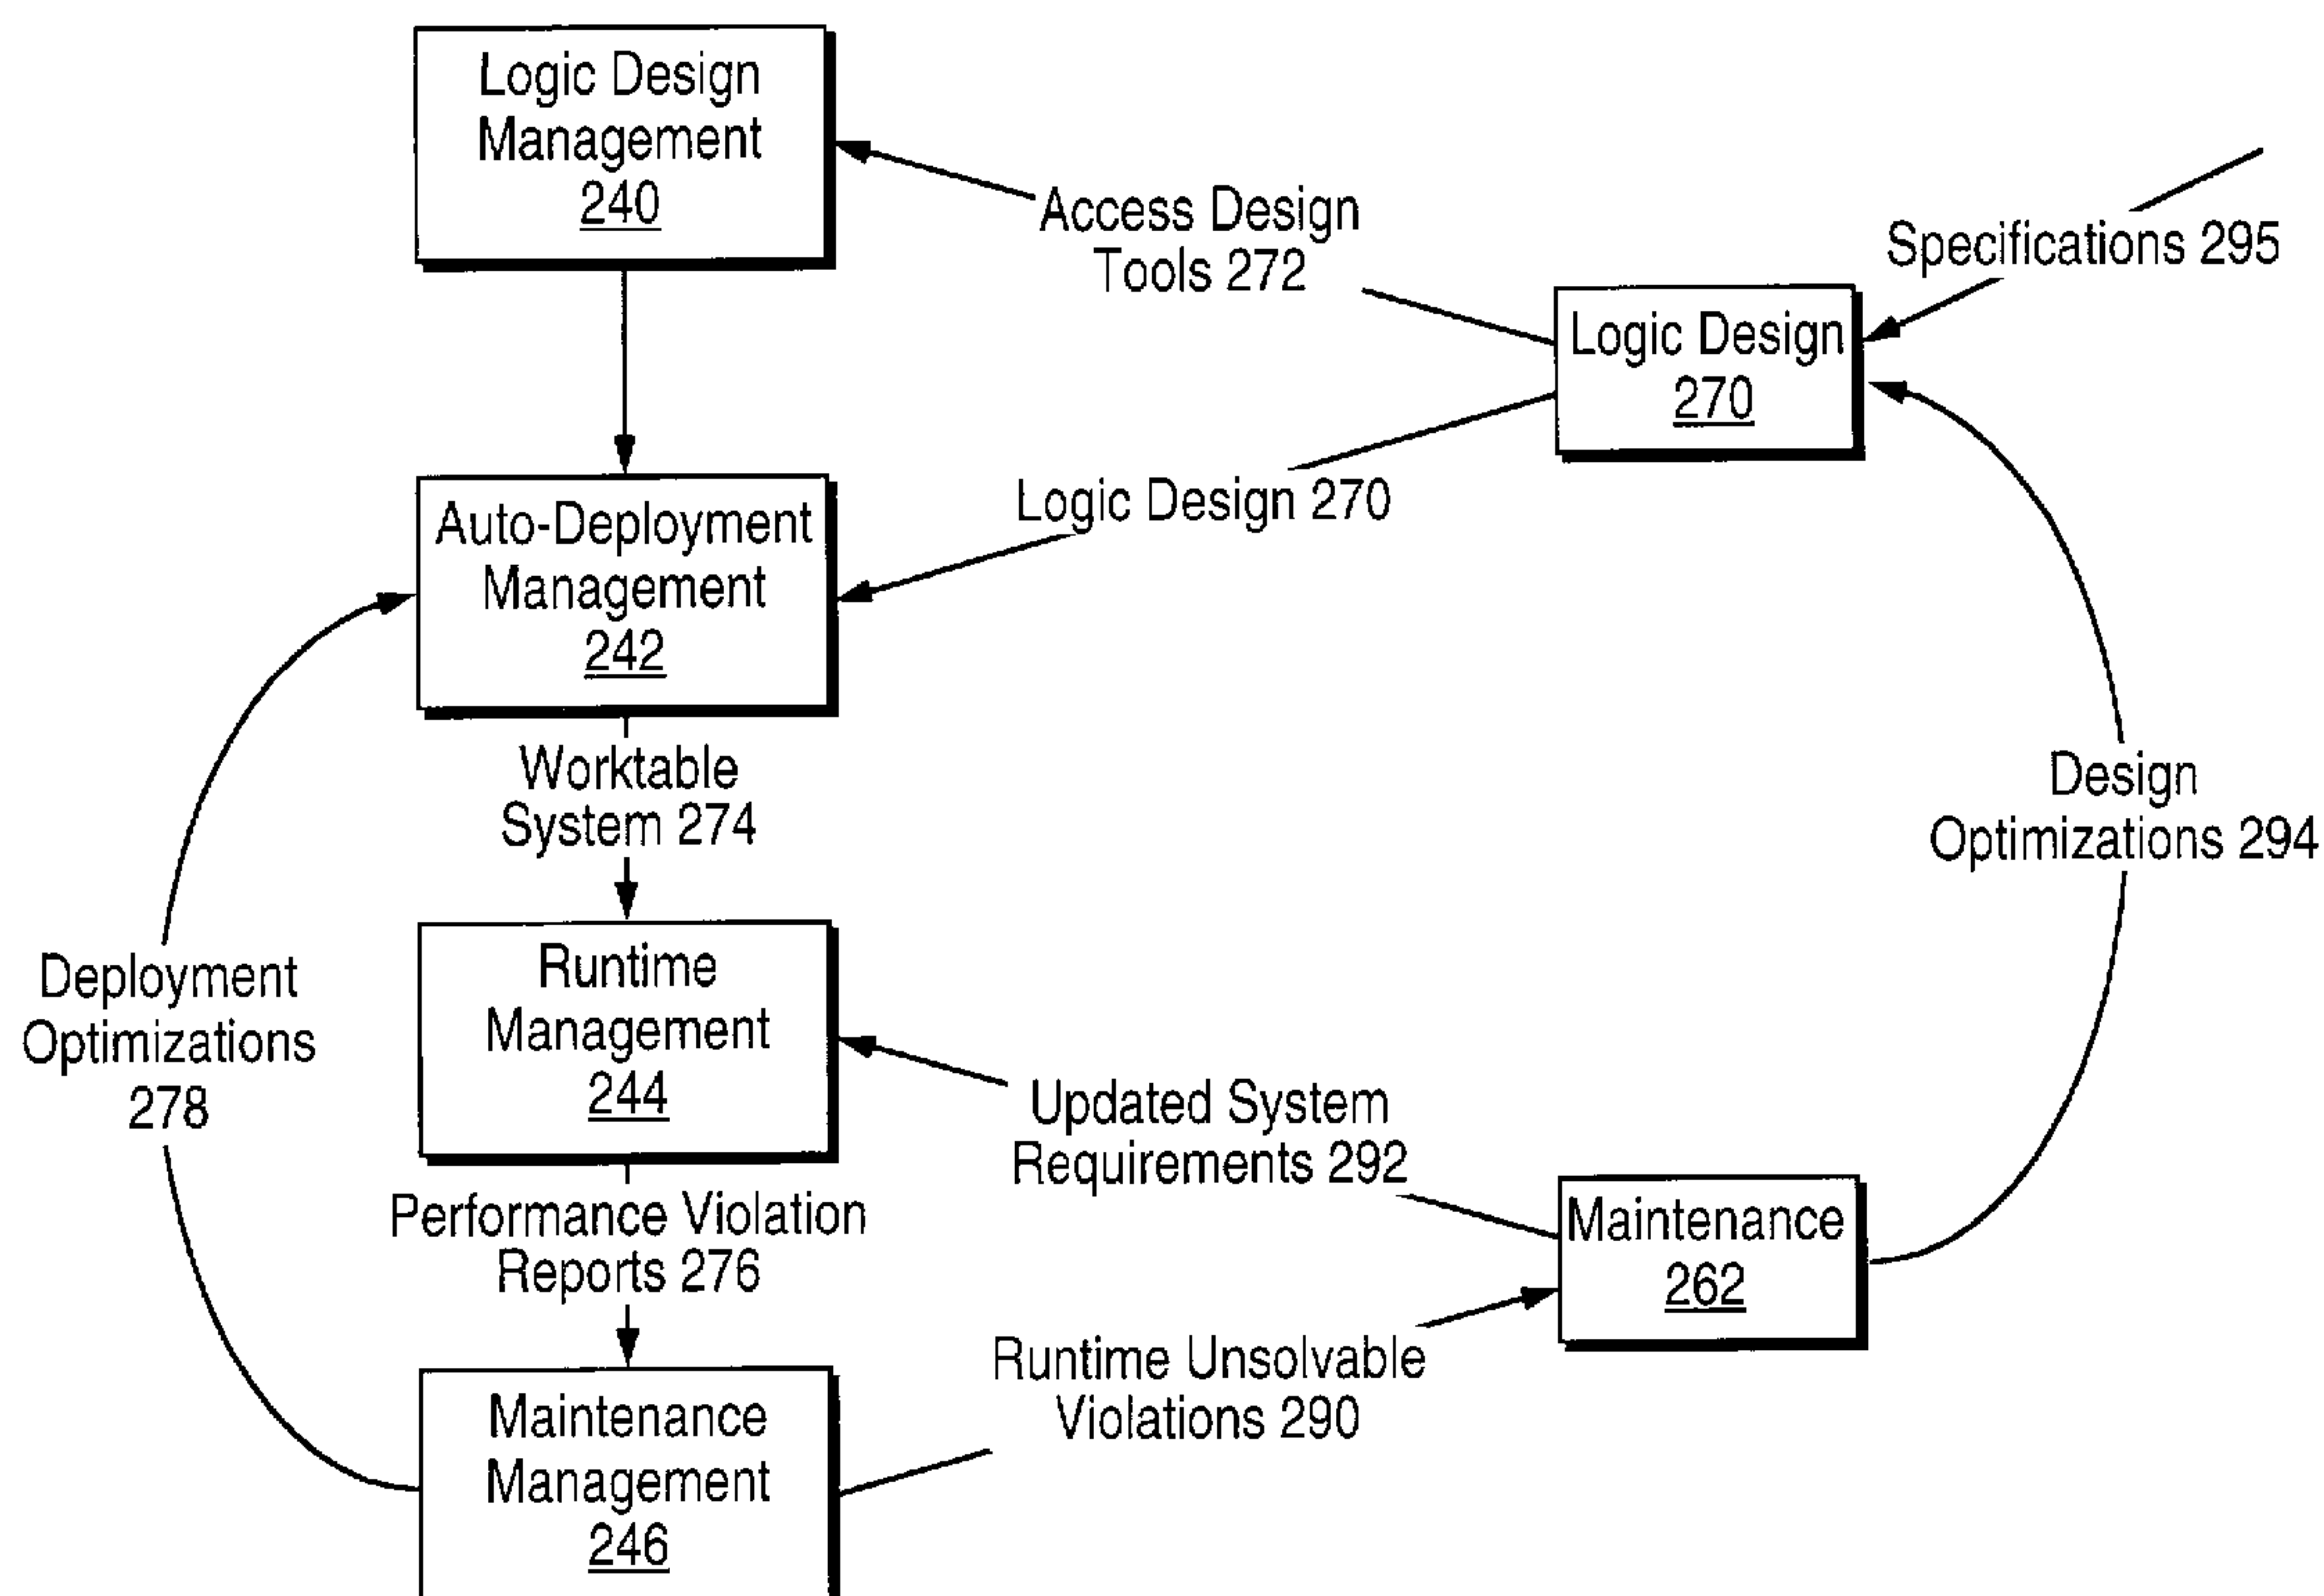 Logic Design
Management
240
Access Design
Tools 272
Specifications 295
Logic Design
270
Auto-Deployment
Management
242
Logic Design 270
Worktable
System 274
Design
Optimizations 294
Deployment
Optimizations
278
Runtime
Management
244
Updated System
Requirements 292
Performance Violation
Reports 276
Maintenance
262
Runtime Unsolvable
Violations 290
Maintenance
Management
246